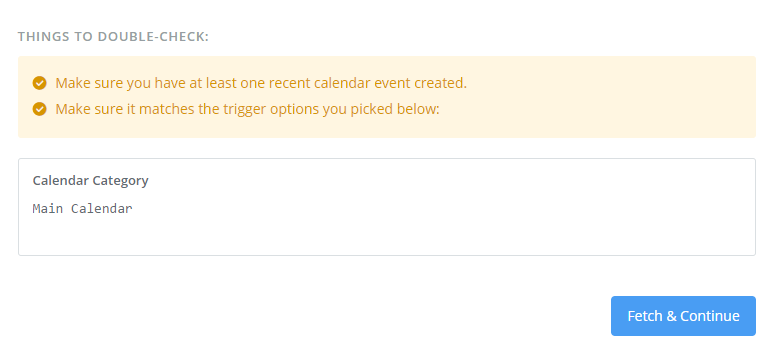 THINGS TO DOUBLE-CHECK:
Make sure you have at least one recent calendar event created.
Make sure it matches the trigger options you picked below:
Calendar Category
Main Calendar
Fetch & Continue